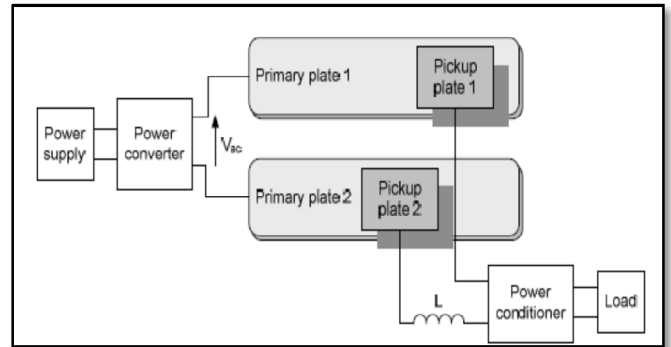 Primary plate 1
Pickup
plate 1
Power
supply
Power
converter
Vac
Primary plate 2
Pickup
plate 2
L
Power
conditioner
Load